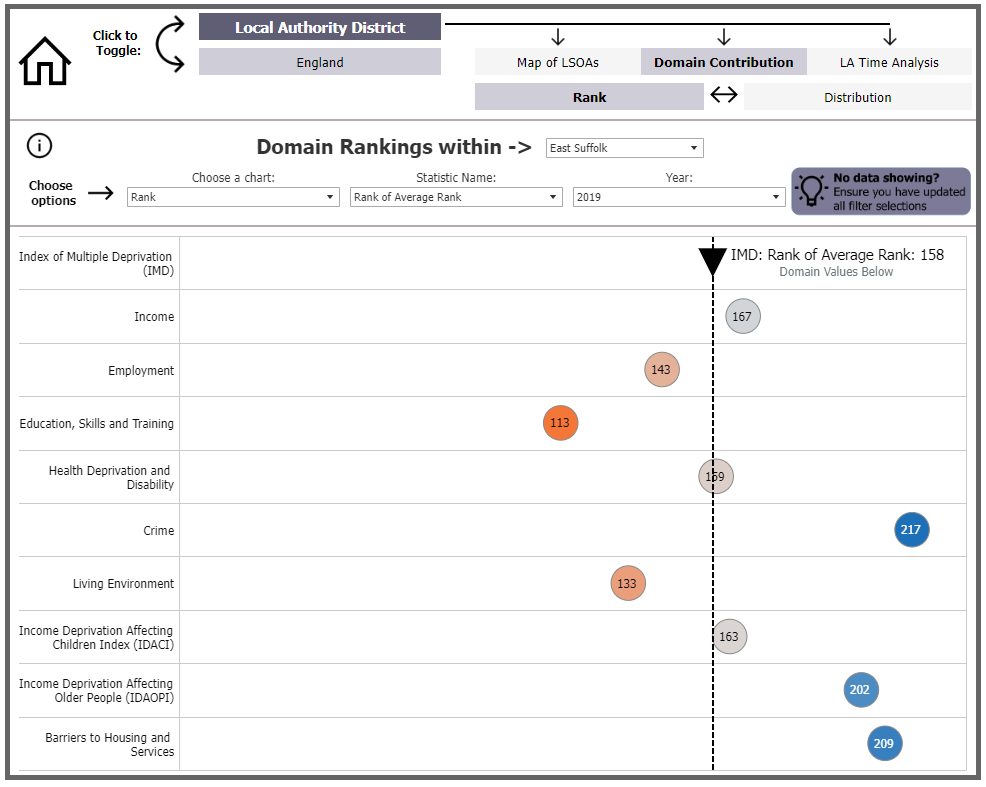 Click to
Toggle:
Local Authority District
England
Map of LSOAs
Domain Contribution
LA Time Analysis
Rank
Distribution
Domain Rankings within ->
East Suffolk
Choose
options
Choose a chart:
Rank
Statistic Name:
Rank of Average Rank
Year:
2019
No data showing?
Ensure you have updated
all filter selections
Index of Multiple Deprivation
(IMD)
IMD: Rank of Average Rank: 158
Domain Values Below
Income
167
Employment
143
Education, Skills and Training
113
Health Deprivation and
Disability
159
Crime
217
Living Environment
133
Income Deprivation Affecting
Children Index (IDACI)
163
Income Deprivation Affecting
Older People (IDAOPI)
202
Barriers to Housing and
Services
209